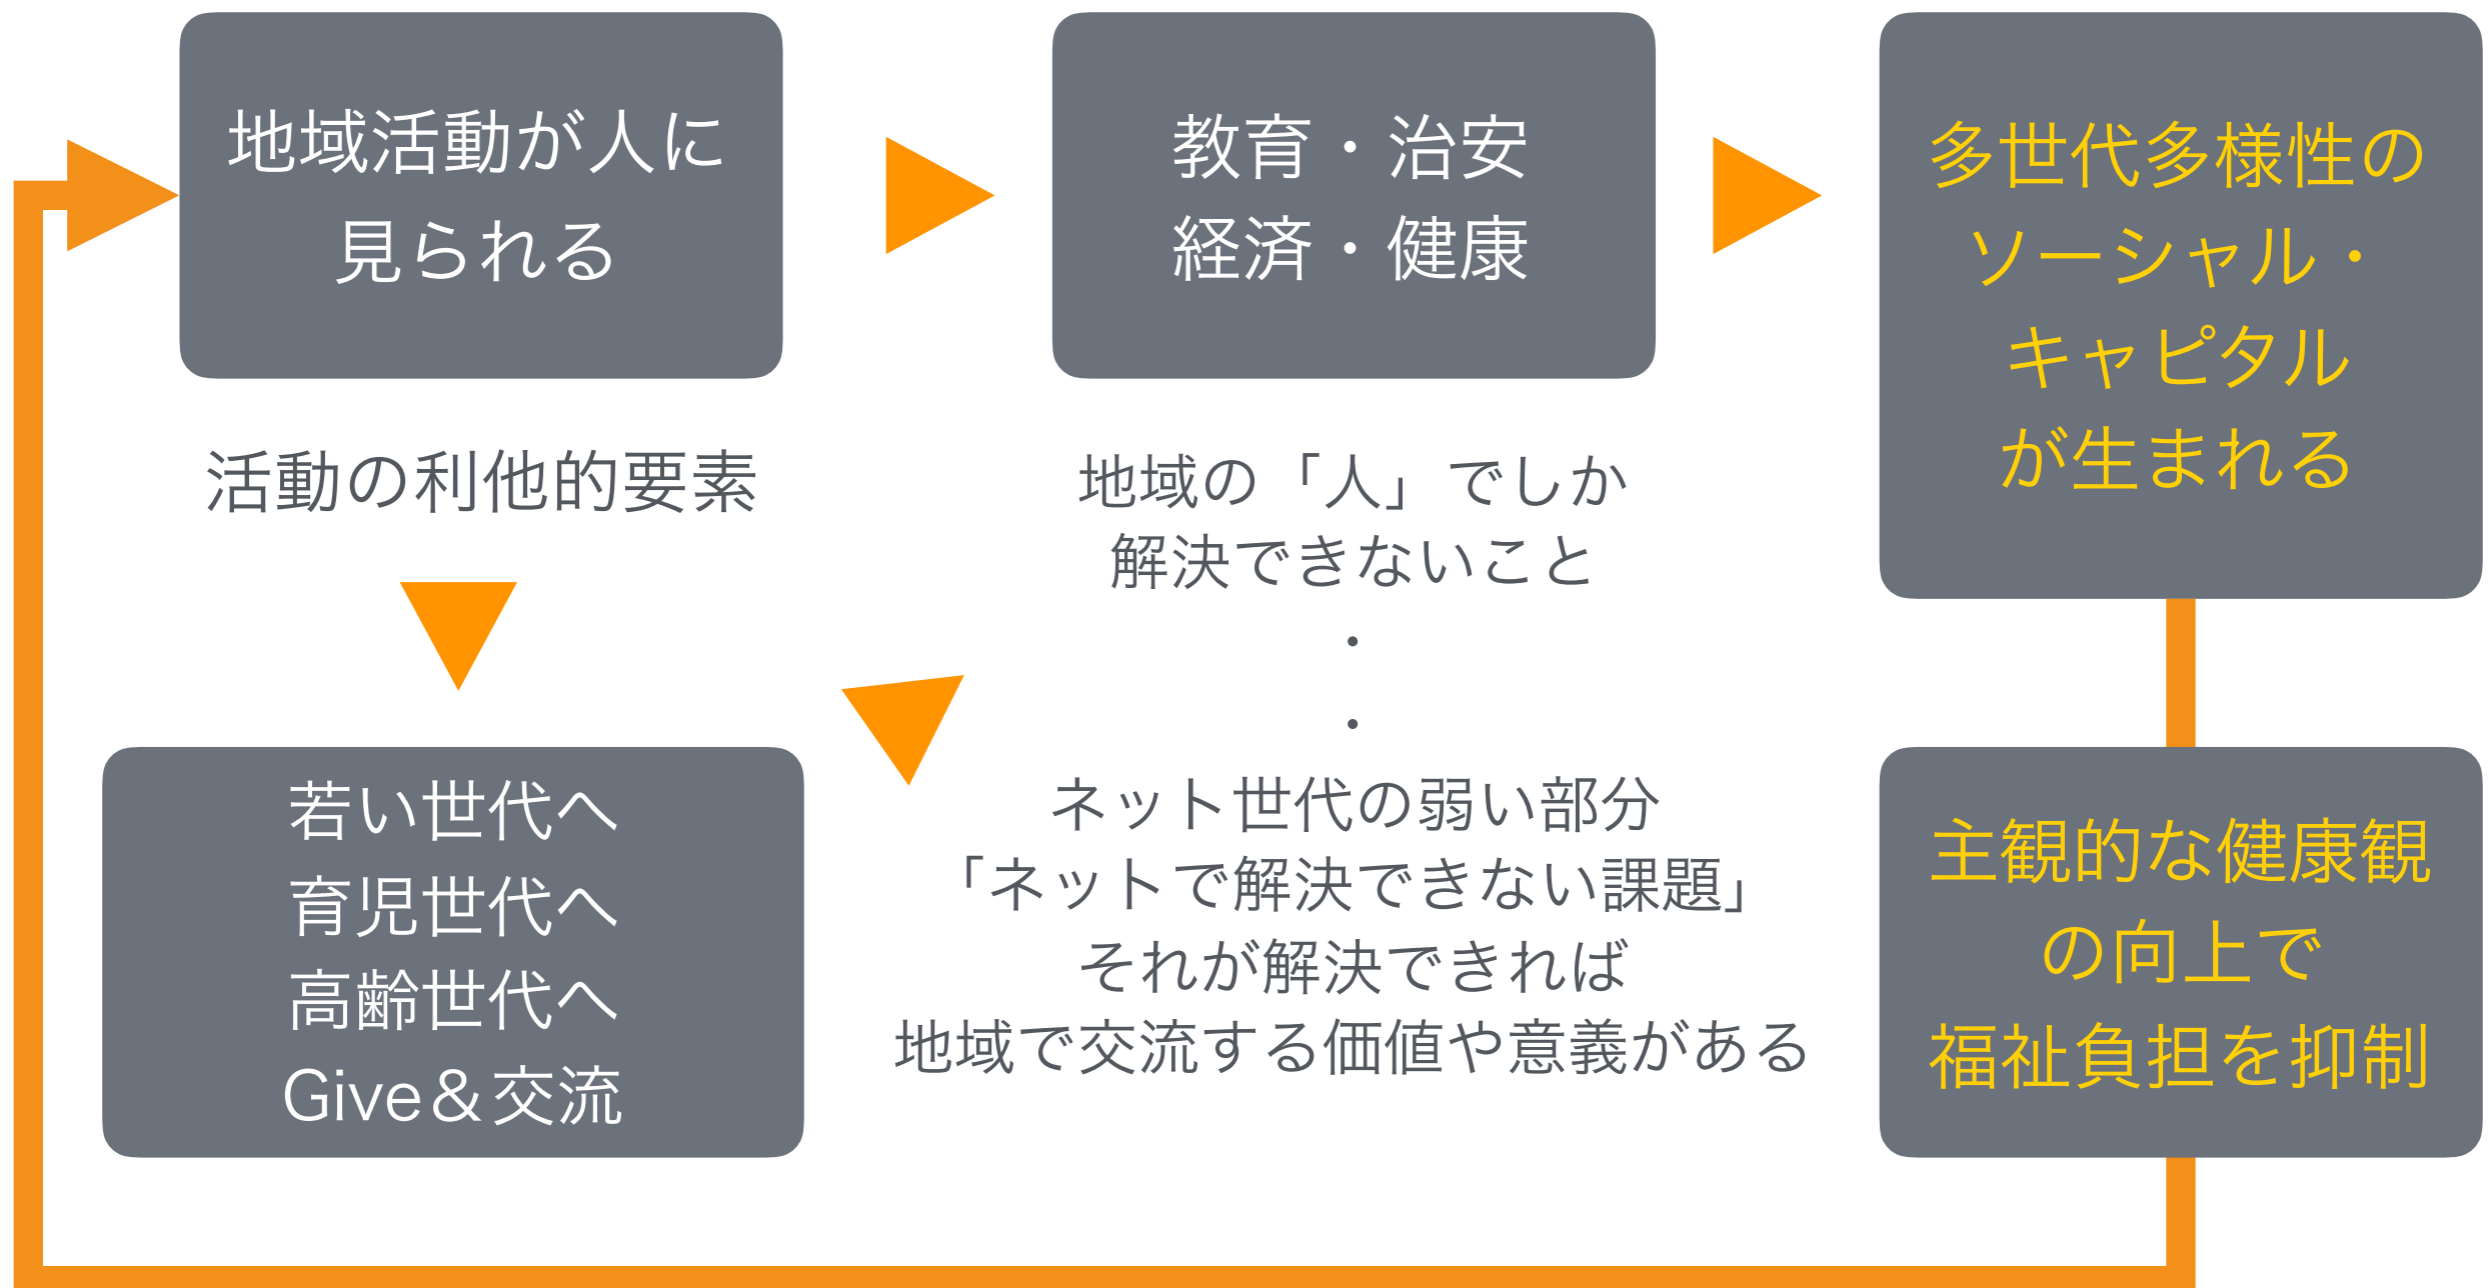 地域活動が人に
見られる
教育・治安
経済・健康
多世代多様性の
ソーシャル・
キャピタル
が生まれる
活動の利他的要素
地域の「人」でしか
解決できないこと
・
・
ネット世代の弱い部分
「ネットで解決できない課題」
それが解決できれば
地域で交流する価値や意義がある
若い世代へ
育児世代へ
高齢世代へ
Give＆交流
主観的な健康観
の向上で
福祉負担を抑制